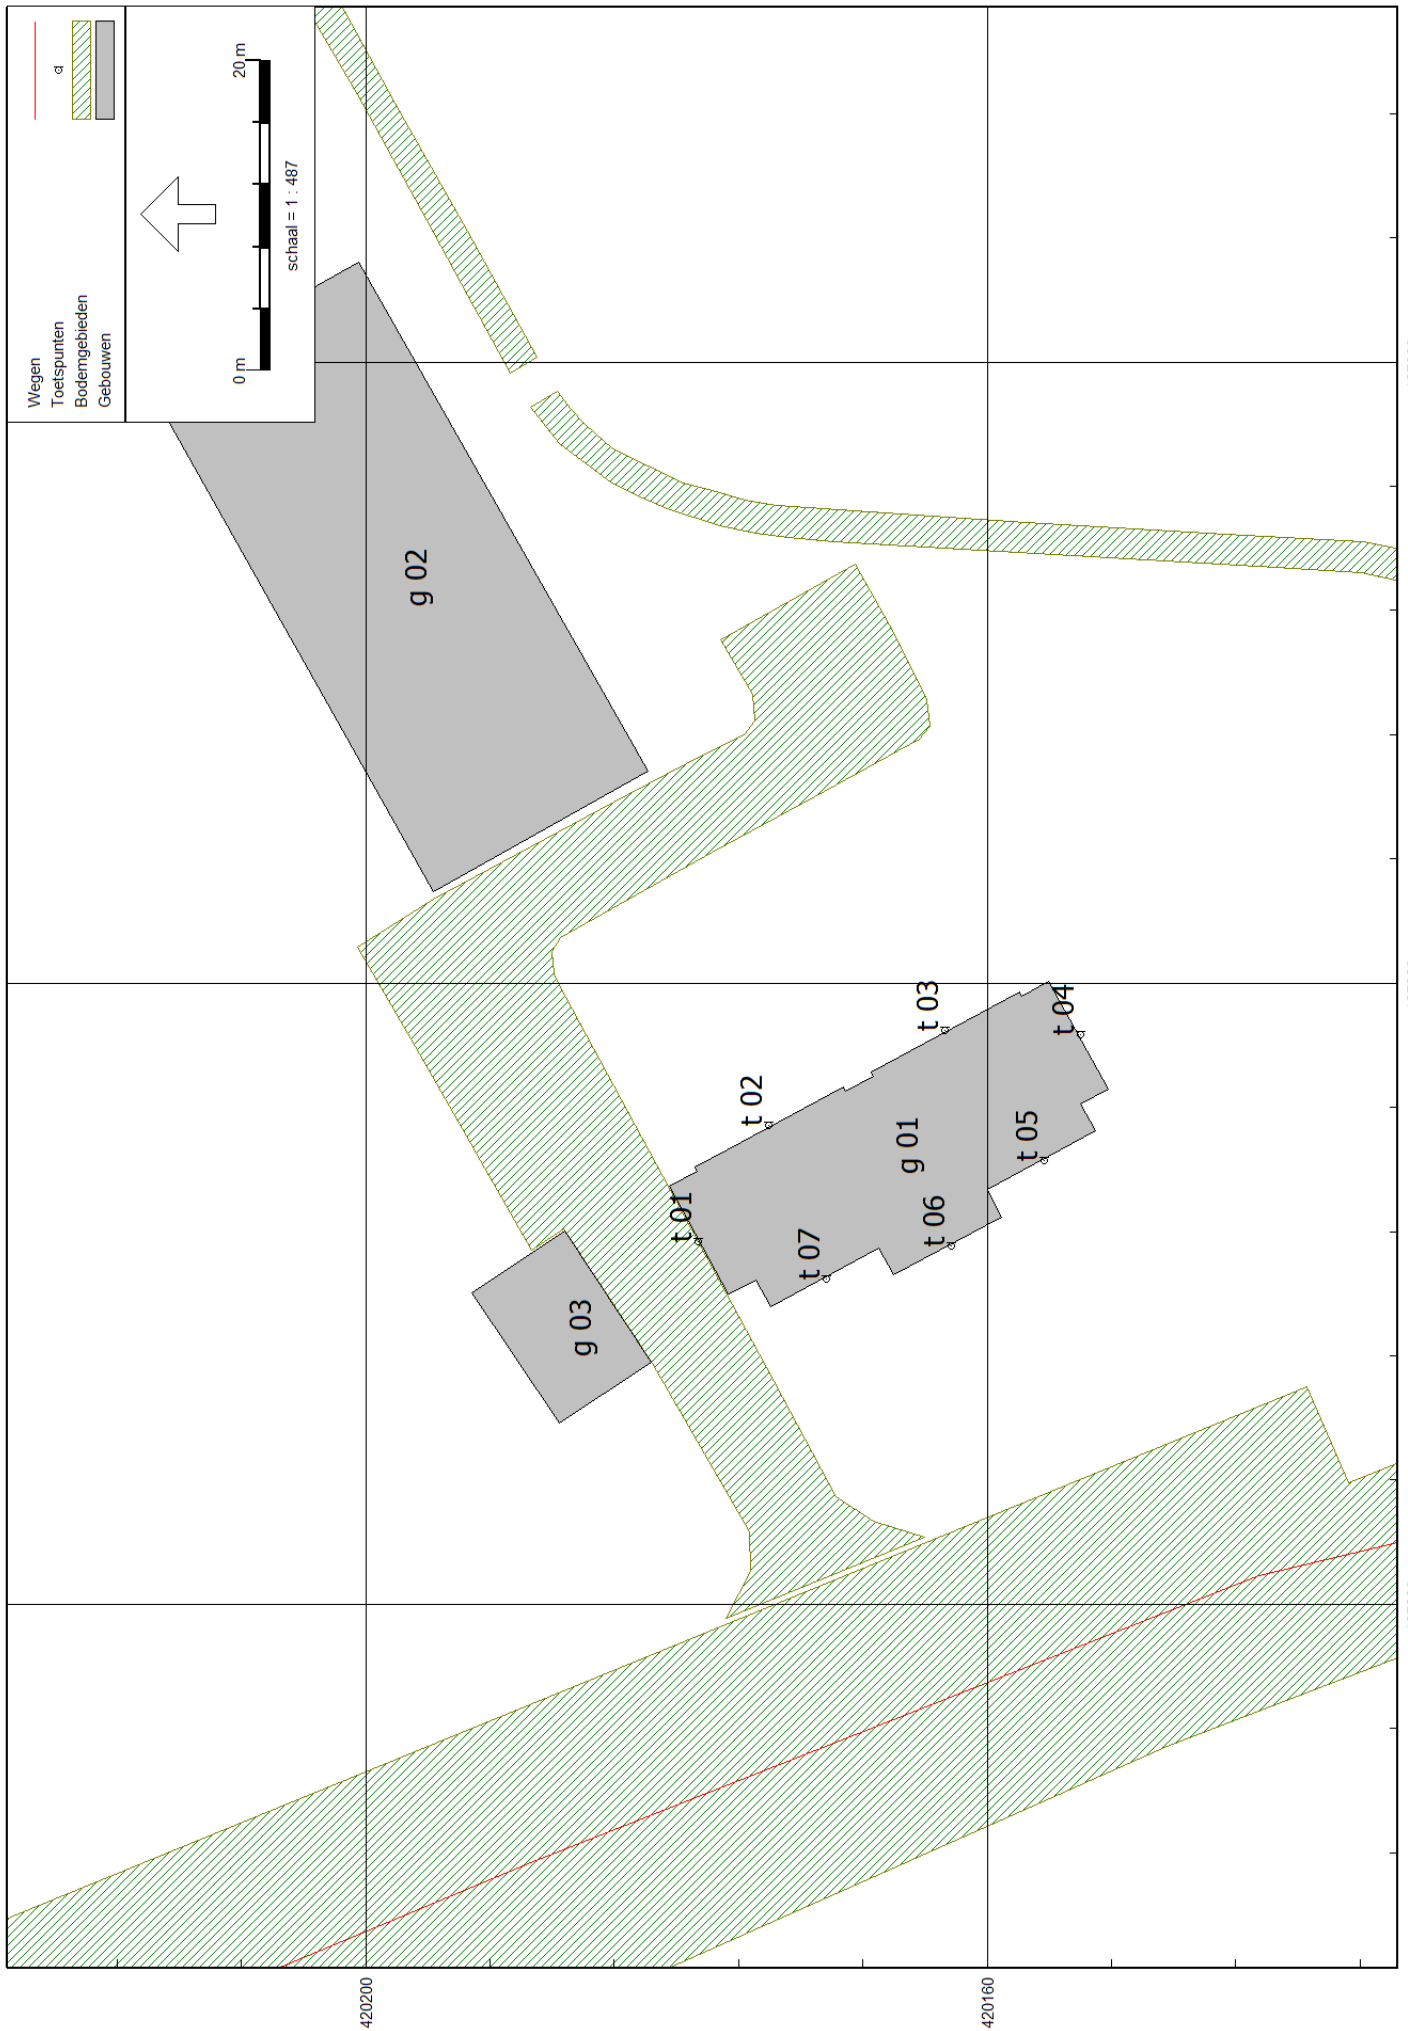 Wegen
Toetspunten
Bodemgebieden
Gebouwen
0 m
20 m
schaal = 1 : 487
g 02
g 03
g 01
t 01
t 02
t 03
t 04
t 05
t 06
t 07
420200
420160